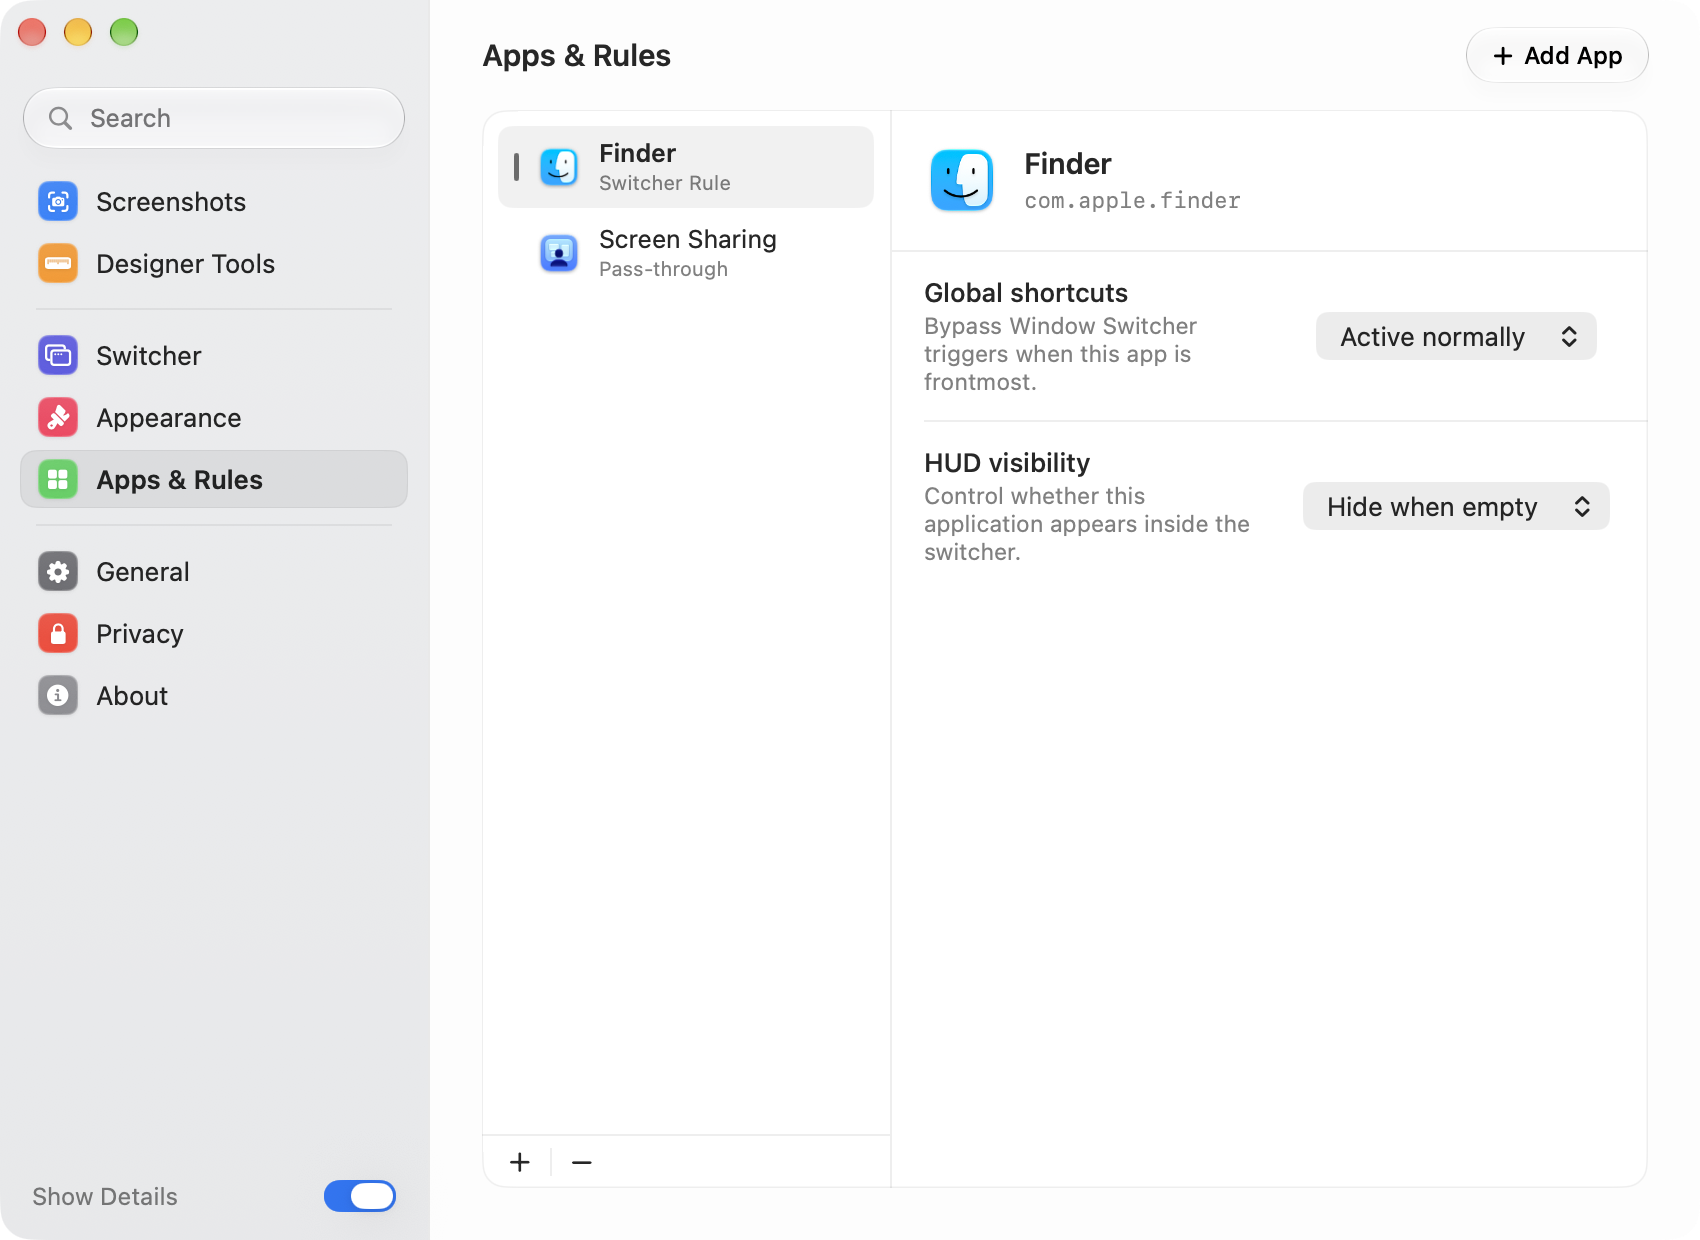 Search
Screenshots
Designer Tools
Switcher
Appearance
Apps & Rules
General
Privacy
About
Show Details
Apps & Rules
+ Add App
Finder
Switcher Rule
Screen Sharing
Pass-through
Finder
com.apple.finder
Global shortcuts
Bypass Window Switcher
triggers when this app is
frontmost.
Active normally
HUD visibility
Control whether this
application appears inside the
switcher.
Hide when empty